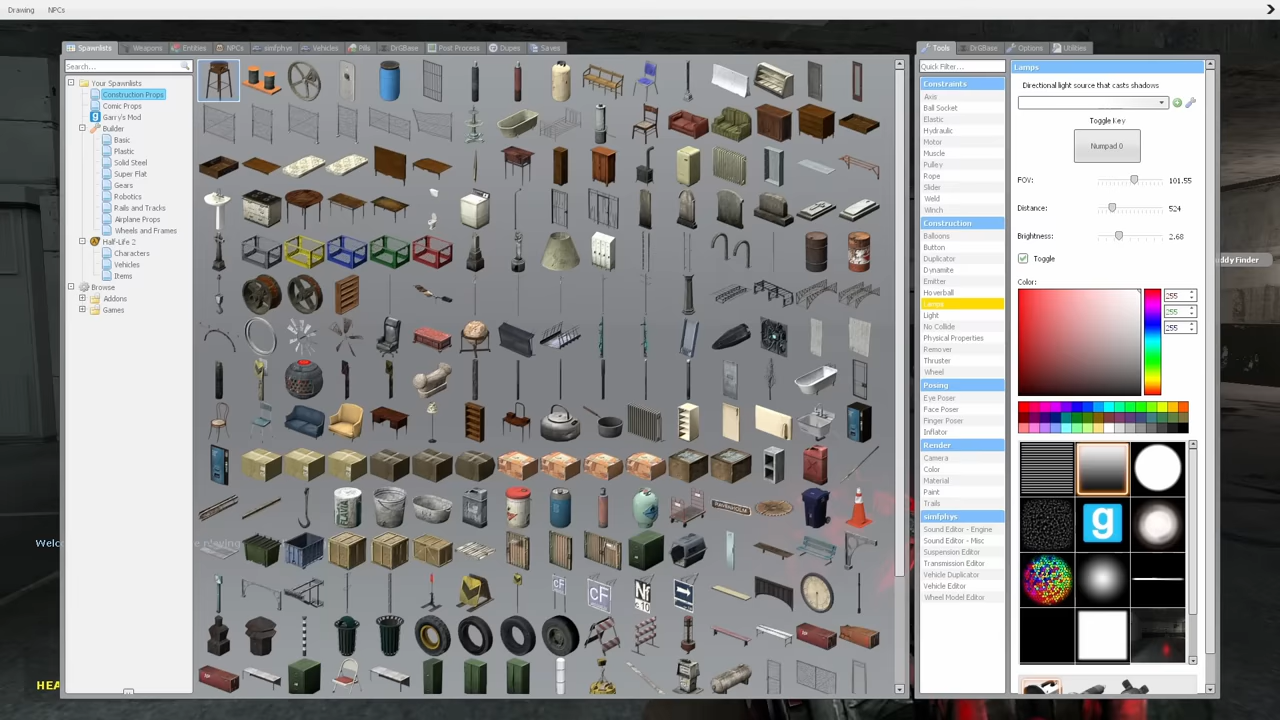 Drawing NPCs
Spawnlists Weapons Entities NPCs simfphys Vehicles Pills DrGBase Post Process Dupes Saves
Search...
Your Spawnlists
Construction Props
Comic Props
Garry's Mod
Builder
Basic
Plastic
Solid Steel
Super Flat
Gears
Robotics
Rails and Tracks
Airplane Props
Wheels and Frames
Half-Life 2
Characters
Vehicles
Items
Browse
Addons
Games
Welc
HEA
Tools DrGBase Options Utilities
Quick Filter...
Constraints
Axis
Ball Socket
Elastic
Hydraulic
Motor
Muscle
Pulley
Rope
Slider
Weld
Winch
Construction
Balloons
Button
Duplicator
Dynamite
Emitter
Hoverball
Lamps
Light
No Collide
Physical Properties
Remover
Thruster
Wheel
Posing
Eye Poser
Face Poser
Finger Poser
Inflator
Render
Camera
Color
Material
Paint
Trails
simfphys
Sound Editor - Engine
Sound Editor - Misc
Suspension Editor
Transmission Editor
Vehicle Duplicator
Vehicle Editor
Wheel Model Editor
Lamps
Directional light source that casts shadows
Toggle Key
Numpad 0
FOV: 101.55
Distance: 524
Brightness: 2.68
Toggle
Color:
255
255
255
g
uddy Finder
cF
cF